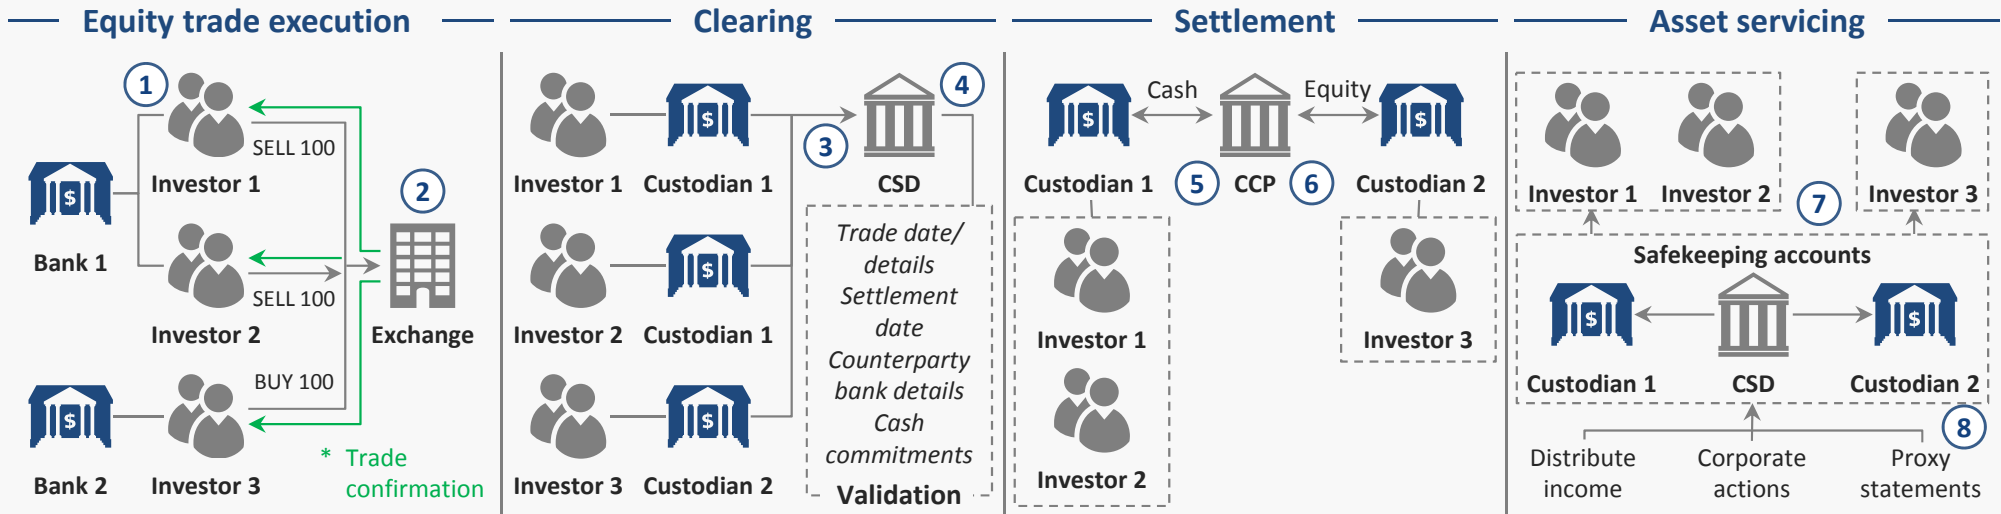 Equity trade execution
1
SELL 100
Investor 1
2
$
Bank 1
SELL 100
Investor 2
Exchange
BUY 100
$
Bank 2
Investor 3
* Trade
confirmation
Clearing
$
3
4
Investor 1
Custodian 1
CSD
$
Investor 2
Custodian 1
$
Investor 3
Custodian 2
Trade date/
details
Settlement
date
Counterparty
bank details
Cash
commitments
Validation
Settlement
$
Cash
Equity
$
Custodian 1
5
CCP
6
Custodian 2
Investor 1
Investor 2
Investor 3
Asset servicing
Investor 1
Investor 2
7
Investor 3
Safekeeping accounts
$
$
Custodian 1
CSD
Custodian 2
8
Distribute
income
Corporate
actions
Proxy
statements